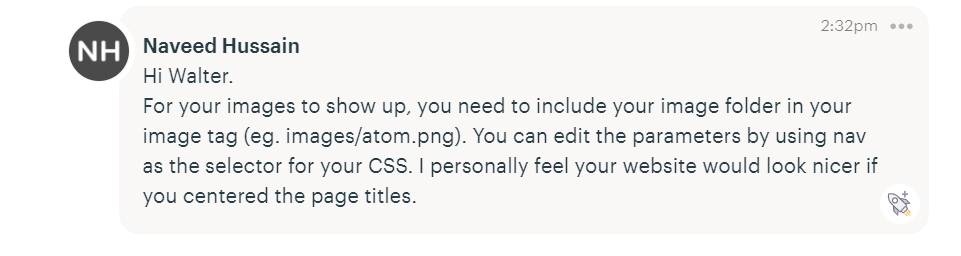 2:32pm
NH
Naveed Hussain
Hi Walter.
For your images to show up, you need to include your image folder in your
image tag (eg. images/atom.png). You can edit the parameters by using nav
as the selector for your CSS. I personally feel your website would look nicer if
you centered the page titles.